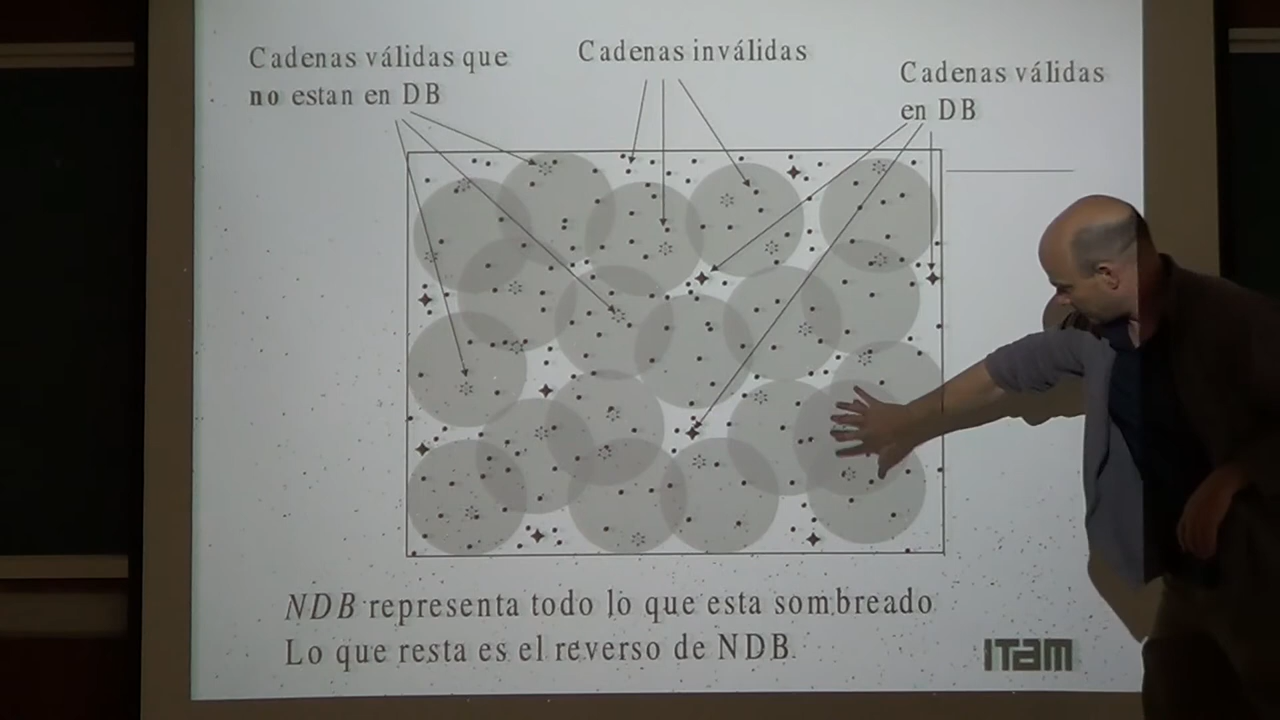 Cadenas válidas que
no estan en DB
Cadenas inválidas
Cadenas válidas
en DB
NDB representa todo lo que esta sombreado
Lo que resta es el reverso de NDB.
ITAM